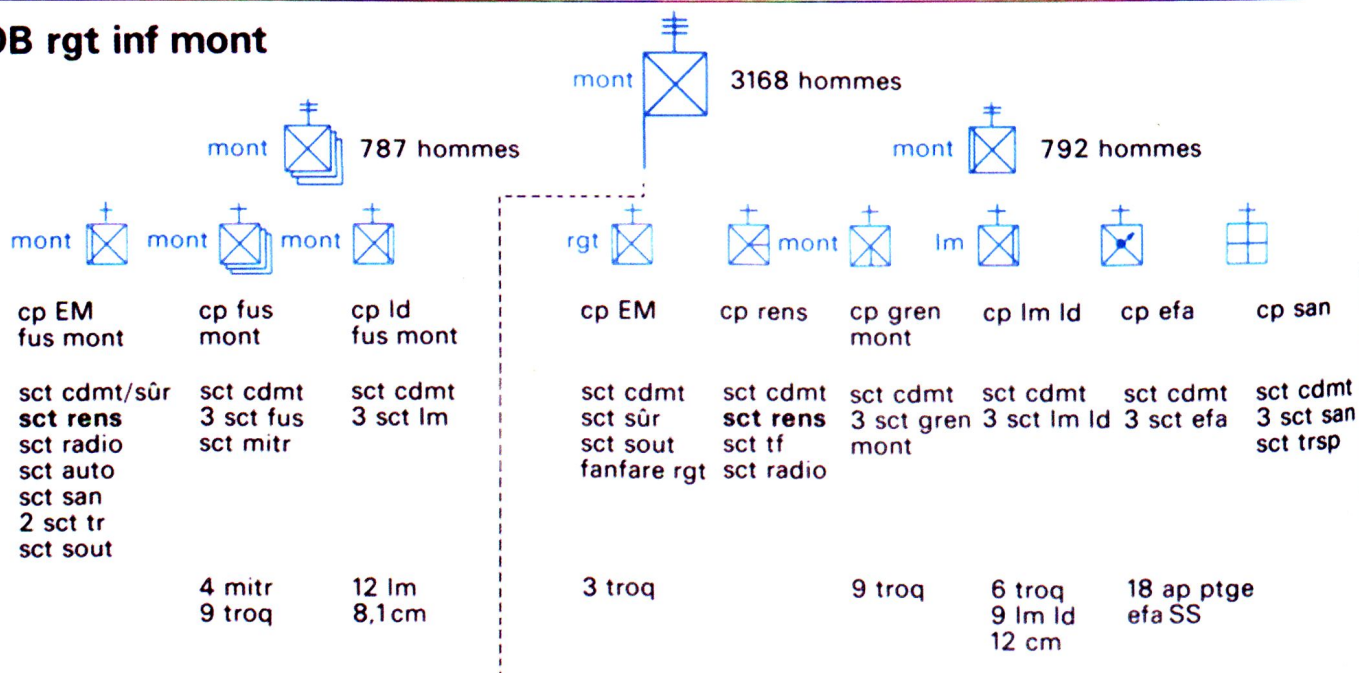 rgt inf mont
mont 3168 hommes
mont 787 hommes
mont 792 hommes
mont
mont
mont
rgt
mont
lm
cp EM
fus mont
sct cdmt/sûr
sct rens
sct radio
sct auto
sct san
2 sct tr
sct sout
cp fus
mont
sct cdmt
3 sct fus
sct mitr
4 mitr
9 troq
cp ld
fus mont
sct cdmt
3 sct lm
12 lm
8,1 cm
cp EM
sct cdmt
sct sûr
sct sout
fanfare rgt
3 troq
cp rens
sct cdmt
sct rens
sct tf
sct radio
cp gren
mont
sct cdmt
3 sct gren
mont
9 troq
cp lm ld
sct cdmt
3 sct lm ld
6 troq
9 lm ld
12 cm
cp efa
sct cdmt
3 sct efa
18 ap ptge
efa SS
cp san
sct cdmt
3 sct san
sct trsp